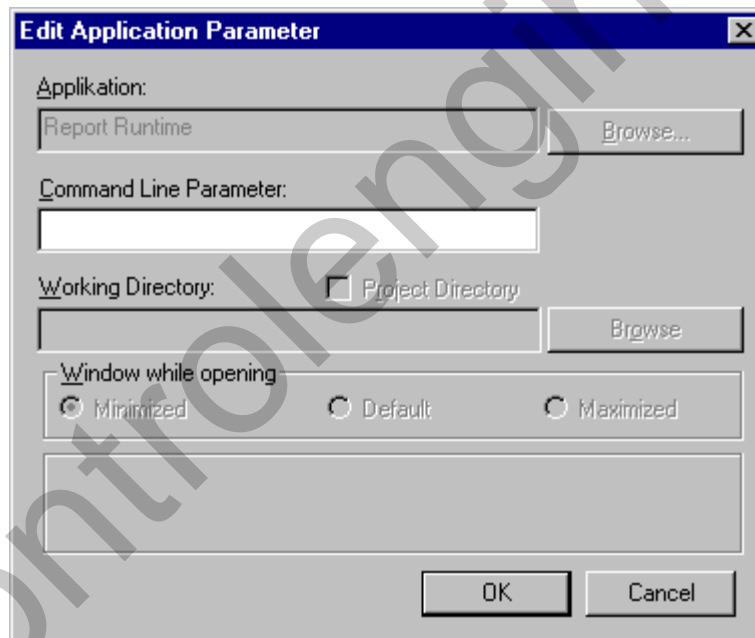 Edit Application Parameter
Applikation:
Report Runtime
Browse...
Command Line Parameter:
Working Directory:
Project Directory
Browse
Window while opening
Minimized
Default
Maximized
OK
Cancel